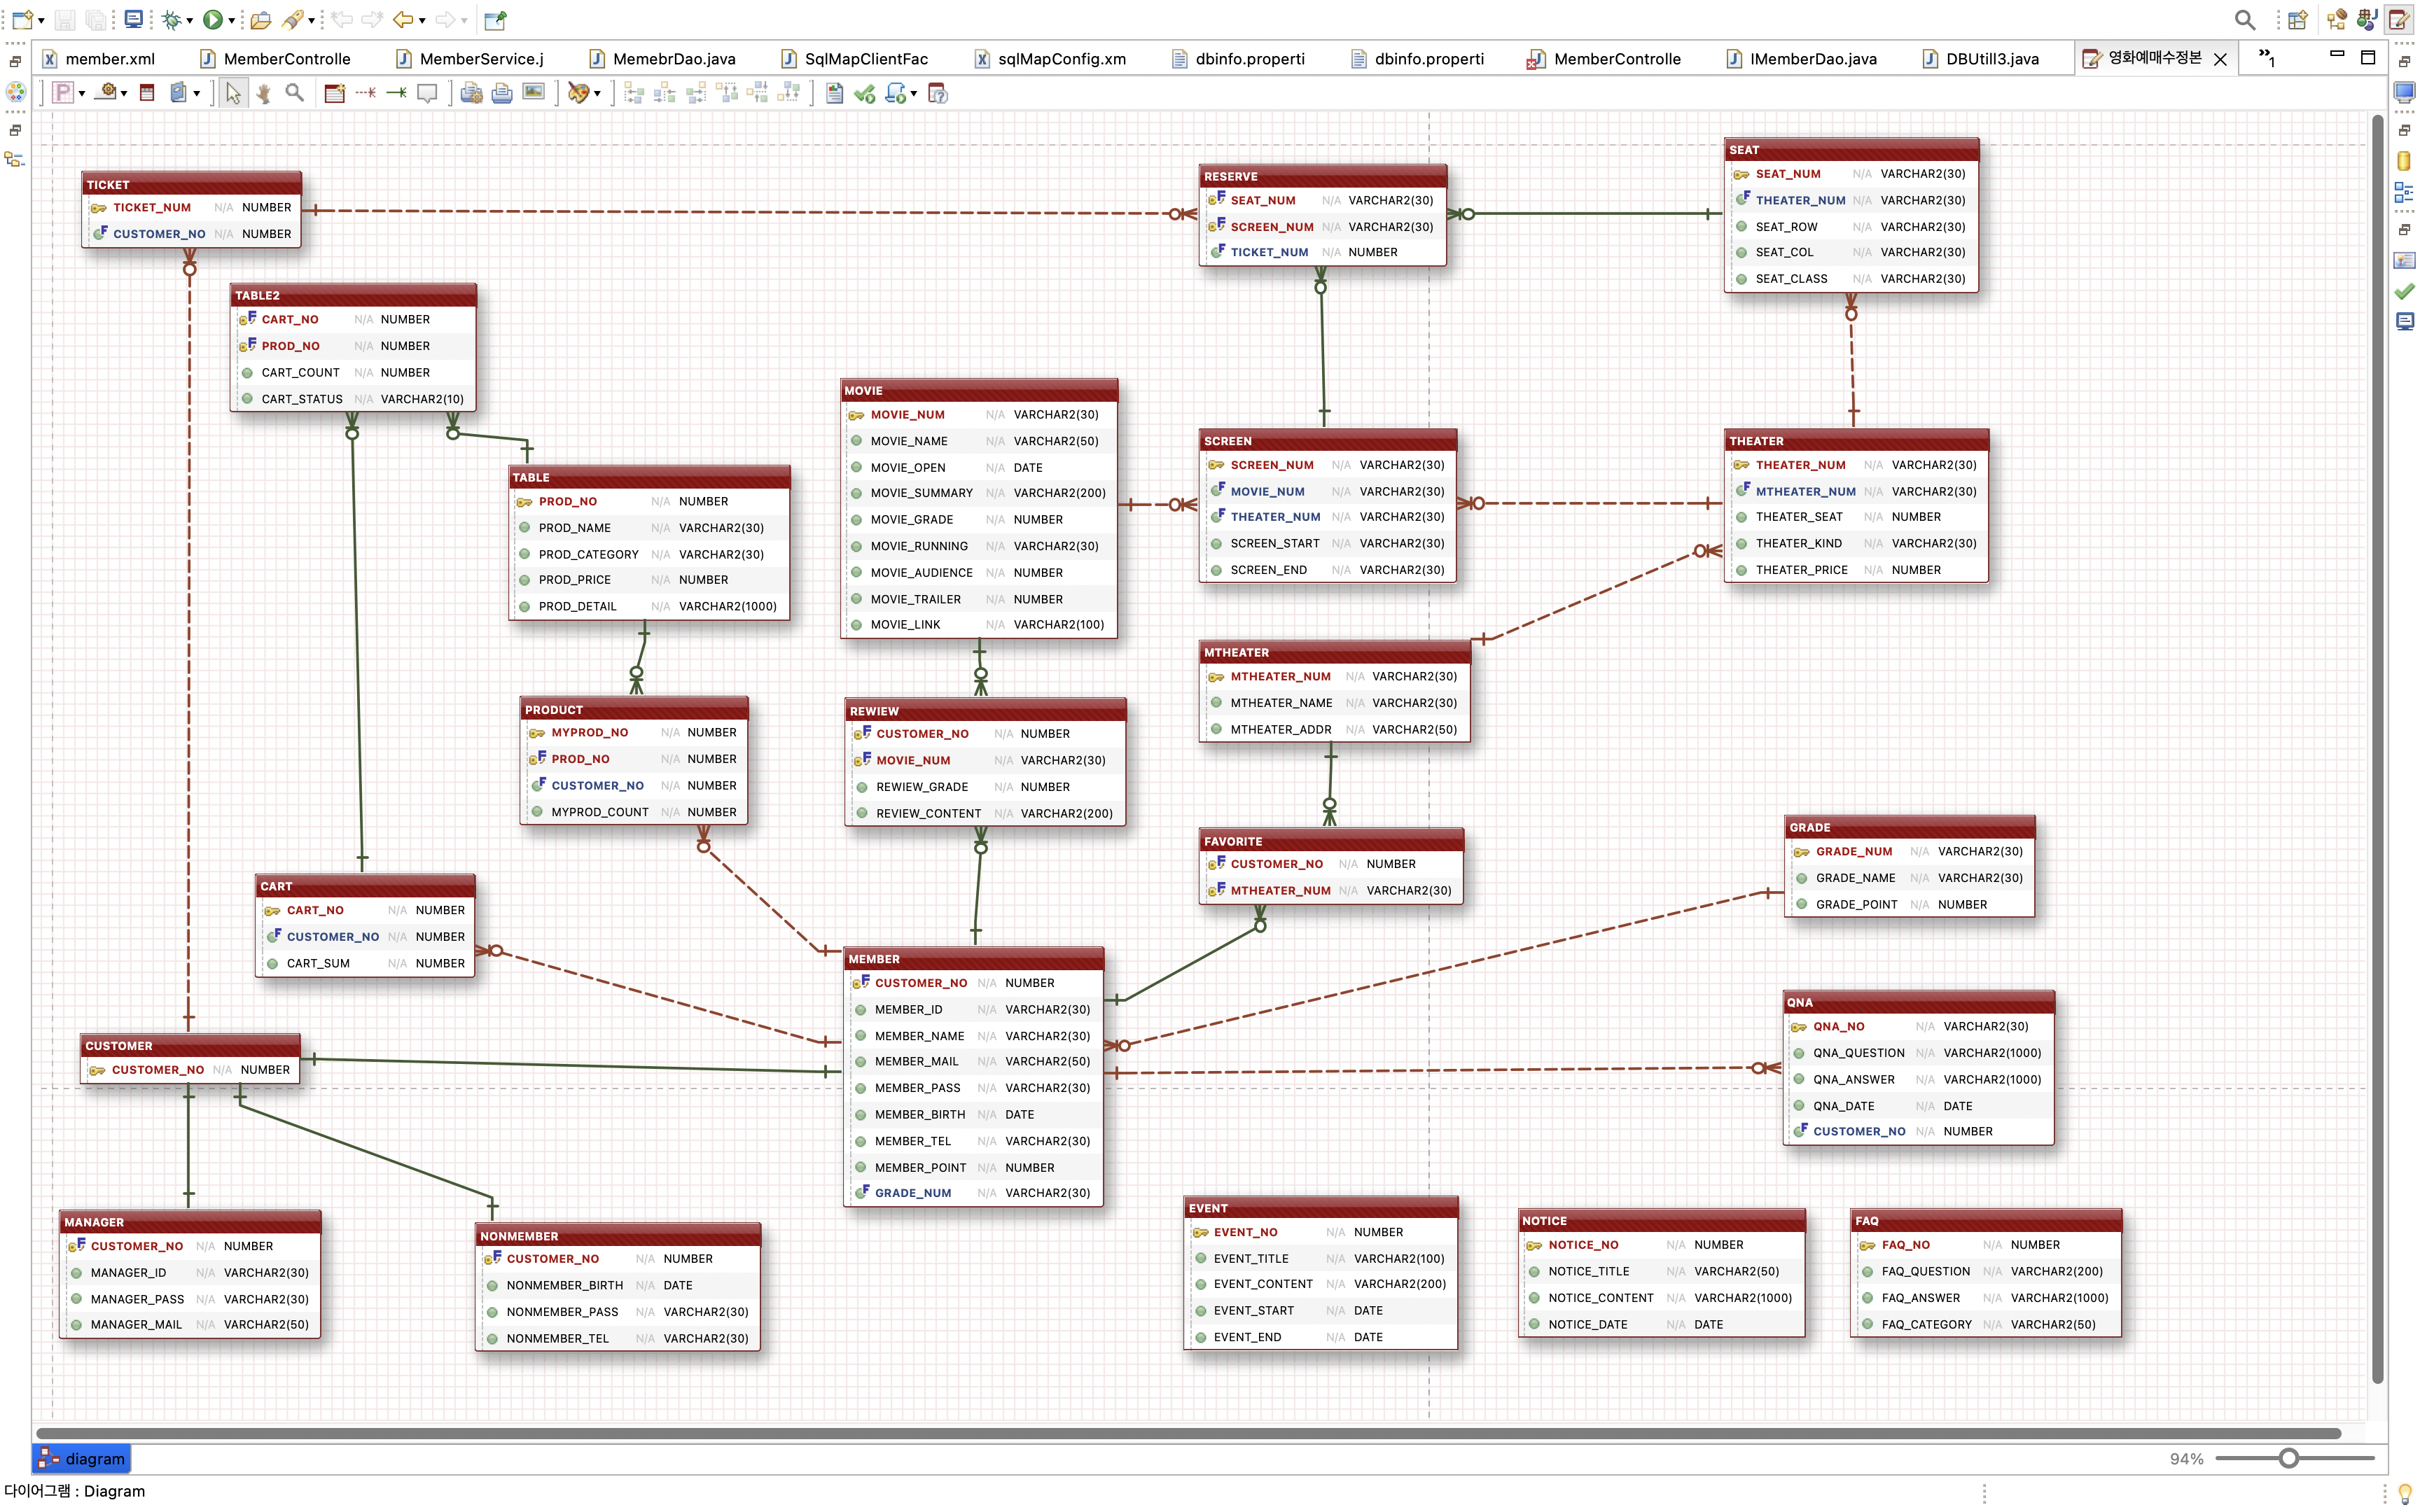 member.xml
MemberControlle
MemberService.j
MemebrDao.java
SqlMapClientFac
sqlMapConfig.xm
dbinfo.properti
dbinfo.properti
MemberControlle
IMemberDao.java
DBUtill3.java
영화예매수정본
»1
TICKET
TICKET_NUM N/A NUMBER
CUSTOMER_NO N/A NUMBER
RESERVE
SEAT_NUM N/A VARCHAR2(30)
SCREEN_NUM N/A VARCHAR2(30)
TICKET_NUM N/A NUMBER
SEAT
SEAT_NUM N/A VARCHAR2(30)
THEATER_NUM N/A VARCHAR2(30)
SEAT_ROW N/A VARCHAR2(30)
SEAT_COL N/A VARCHAR2(30)
SEAT_CLASS N/A VARCHAR2(30)
TABLE2
CART_NO N/A NUMBER
PROD_NO N/A NUMBER
CART_COUNT N/A NUMBER
CART_STATUS N/A VARCHAR2(10)
TABLE
PROD_NO N/A NUMBER
PROD_NAME N/A VARCHAR2(30)
PROD_CATEGORY N/A VARCHAR2(30)
PROD_PRICE N/A NUMBER
PROD_DETAIL N/A VARCHAR2(1000)
MOVIE
MOVIE_NUM N/A VARCHAR2(30)
MOVIE_NAME N/A VARCHAR2(50)
MOVIE_OPEN N/A DATE
MOVIE_SUMMARY N/A VARCHAR2(200)
MOVIE_GRADE N/A NUMBER
MOVIE_RUNNING N/A VARCHAR2(30)
MOVIE_AUDIENCE N/A NUMBER
MOVIE_TRAILER N/A NUMBER
MOVIE_LINK N/A VARCHAR2(100)
SCREEN
SCREEN_NUM N/A VARCHAR2(30)
MOVIE_NUM N/A VARCHAR2(30)
THEATER_NUM N/A VARCHAR2(30)
SCREEN_START N/A VARCHAR2(30)
SCREEN_END N/A VARCHAR2(30)
THEATER
THEATER_NUM N/A VARCHAR2(30)
MTHEATER_NUM N/A VARCHAR2(30)
THEATER_SEAT N/A NUMBER
THEATER_KIND N/A VARCHAR2(30)
THEATER_PRICE N/A NUMBER
MTHEATER
MTHEATER_NUM N/A VARCHAR2(30)
MTHEATER_NAME N/A VARCHAR2(30)
MTHEATER_ADDR N/A VARCHAR2(50)
PRODUCT
MYPROD_NO N/A NUMBER
PROD_NO N/A NUMBER
CUSTOMER_NO N/A NUMBER
MYPROD_COUNT N/A NUMBER
REWIEW
CUSTOMER_NO N/A NUMBER
MOVIE_NUM N/A VARCHAR2(30)
REWIEW_GRADE N/A NUMBER
REVIEW_CONTENT N/A VARCHAR2(200)
FAVORITE
CUSTOMER_NO N/A NUMBER
MTHEATER_NUM N/A VARCHAR2(30)
GRADE
GRADE_NUM N/A VARCHAR2(30)
GRADE_NAME N/A VARCHAR2(30)
GRADE_POINT N/A NUMBER
CART
CART_NO N/A NUMBER
CUSTOMER_NO N/A NUMBER
CART_SUM N/A NUMBER
MEMBER
CUSTOMER_NO N/A NUMBER
MEMBER_ID N/A VARCHAR2(30)
MEMBER_NAME N/A VARCHAR2(30)
MEMBER_MAIL N/A VARCHAR2(50)
MEMBER_PASS N/A VARCHAR2(30)
MEMBER_BIRTH N/A DATE
MEMBER_TEL N/A VARCHAR2(30)
MEMBER_POINT N/A NUMBER
GRADE_NUM N/A VARCHAR2(30)
QNA
QNA_NO N/A VARCHAR2(30)
QNA_QUESTION N/A VARCHAR2(1000)
QNA_ANSWER N/A VARCHAR2(1000)
QNA_DATE N/A DATE
CUSTOMER_NO N/A NUMBER
CUSTOMER
CUSTOMER_NO N/A NUMBER
MANAGER
CUSTOMER_NO N/A NUMBER
MANAGER_ID N/A VARCHAR2(30)
MANAGER_PASS N/A VARCHAR2(30)
MANAGER_MAIL N/A VARCHAR2(50)
NONMEMBER
CUSTOMER_NO N/A NUMBER
NONMEMBER_BIRTH N/A DATE
NONMEMBER_PASS N/A VARCHAR2(30)
NONMEMBER_TEL N/A VARCHAR2(30)
EVENT
EVENT_NO N/A NUMBER
EVENT_TITLE N/A VARCHAR2(100)
EVENT_CONTENT N/A VARCHAR2(200)
EVENT_START N/A DATE
EVENT_END N/A DATE
NOTICE
NOTICE_NO N/A NUMBER
NOTICE_TITLE N/A VARCHAR2(50)
NOTICE_CONTENT N/A VARCHAR2(1000)
NOTICE_DATE N/A DATE
FAQ
FAQ_NO N/A NUMBER
FAQ_QUESTION N/A VARCHAR2(200)
FAQ_ANSWER N/A VARCHAR2(1000)
FAQ_CATEGORY N/A VARCHAR2(50)
diagram
94%
다이어그램 : Diagram